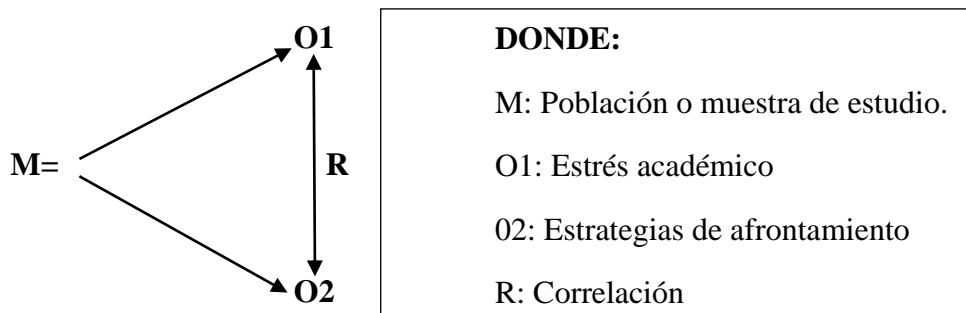 O1
M=
R
O2
DONDE:
M: Población o muestra de estudio.
O1: Estrés académico
02: Estrategias de afrontamiento
R: Correlación